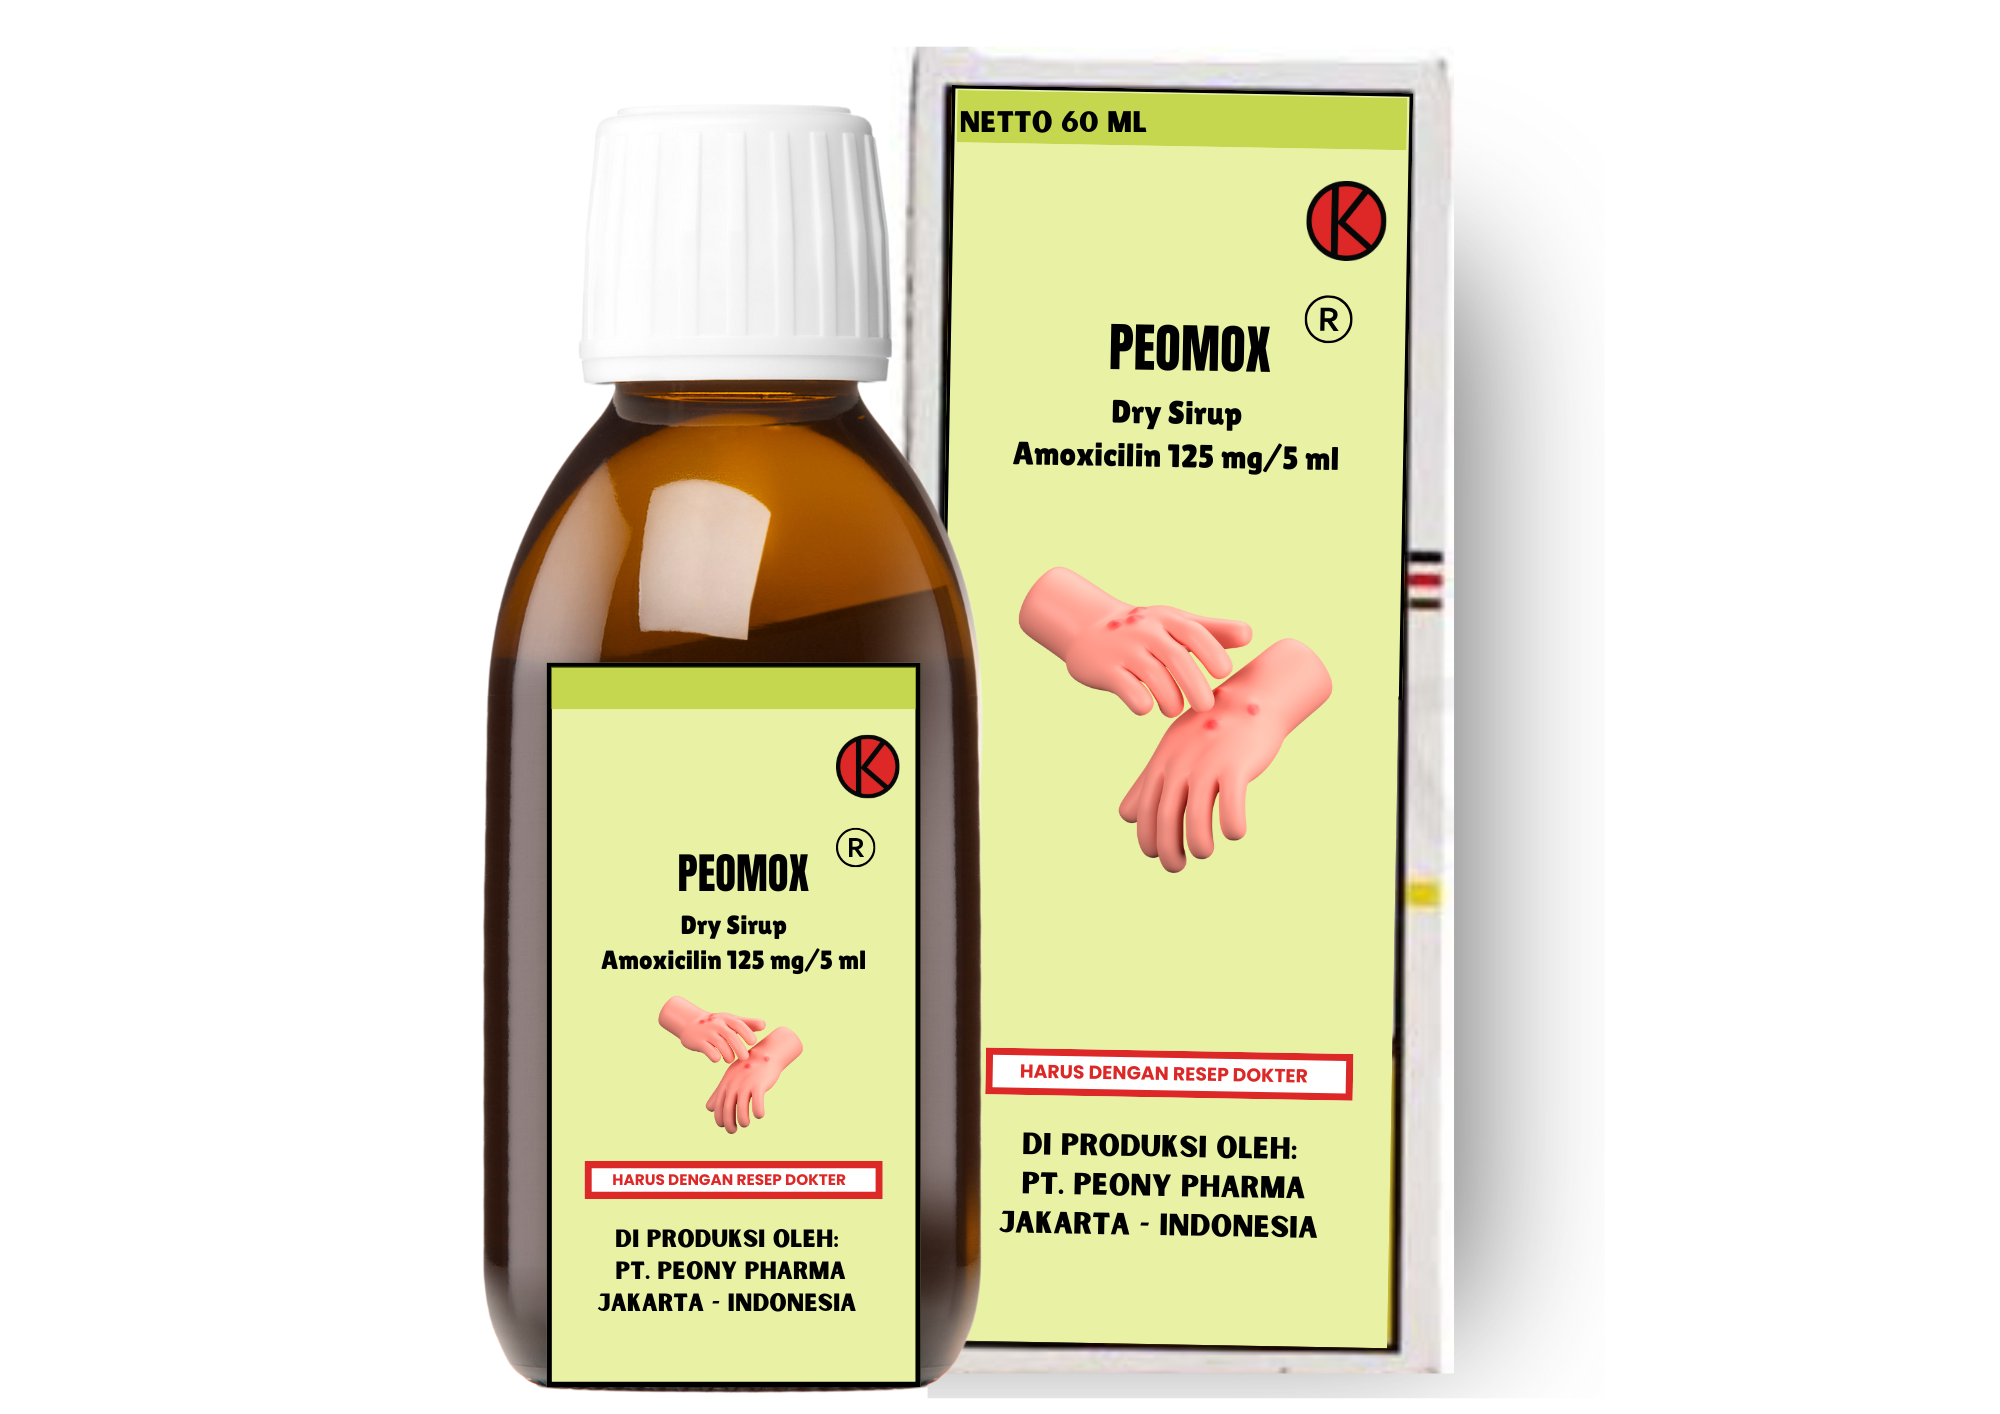 NETTO 60 ML
K
R
PEOMOX
Dry Sirup
Amoxicilin 125 mg/5 ml
HARUS DENGAN RESEP DOKTER
DI PRODUKSI OLEH:
PT. PEONY PHARMA
JAKARTA - INDONESIA
K
R
PEOMOX
Dry Sirup
Amoxicilin 125 mg/5 ml
HARUS DENGAN RESEP DOKTER
DI PRODUKSI OLEH:
PT. PEONY PHARMA
JAKARTA - INDONESIA